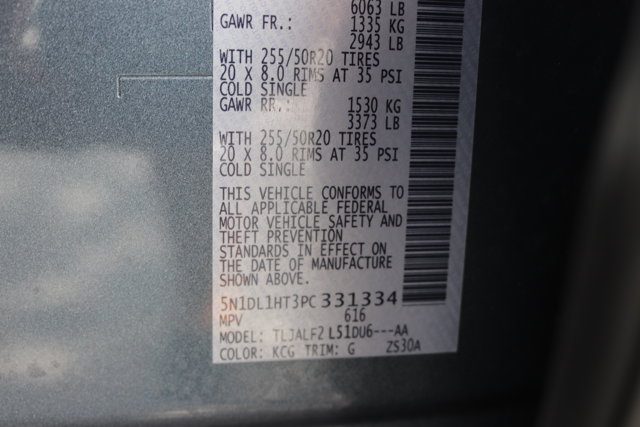 6063 LB
GAWR FR.: 1335 KG
2943 LB
WITH 255/50R20 TIRES
20 X 8.0 RIMS AT 35 PSI
COLD SINGLE
GAWR RR.: 1530 KG
3373 LB
WITH 255/50R20 TIRES
20 X 8.0 RIMS AT 35 PSI
COLD SINGLE
THIS VEHICLE CONFORMS TO
ALL APPLICABLE FEDERAL
MOTOR VEHICLE SAFETY AND
THEFT PREVENTION
STANDARDS IN EFFECT ON
THE DATE OF MANUFACTURE
SHOWN ABOVE.
5N1DL1HT3PC 331334
MPV 616
MODEL: TLJALF2 L51DU6---AA
COLOR: KCG TRIM: G ZS30A